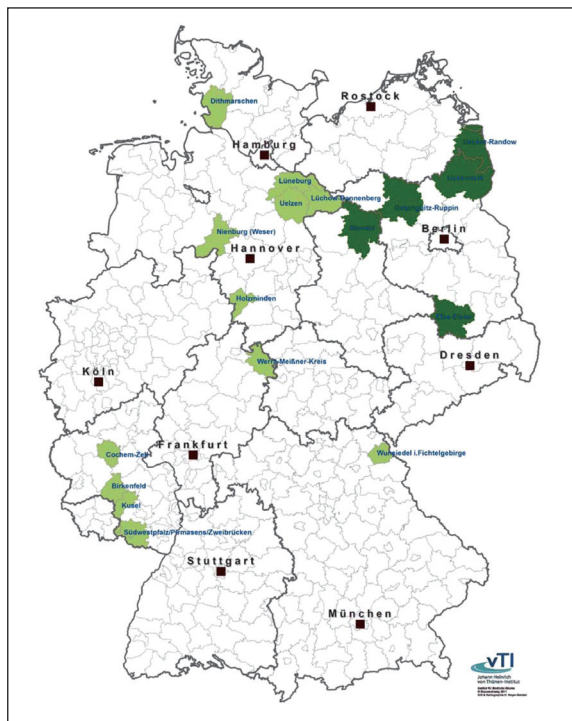 Rostock
Dithmarschen
Uecker-Randow
Hamburg
Uckermark
Lüneburg
Lüchow-Dannenberg
Uelzen
Ostprignitz-Ruppin
Nienburg (Weser)
Stendal
Berlin
Hannover
Holzminden
Elbe-Elster
Werra-Meißner-Kreis
Dresden
Köln
Frankfurt
Cochem-Zell
Wunsiedel i.Fichtelgebirge
Birkenfeld
Kusel
Südwestpfalz/Pirmasens/Zweibrücken
Stuttgart
München
vTI
Johann Heinrich
von Thünen-Institut